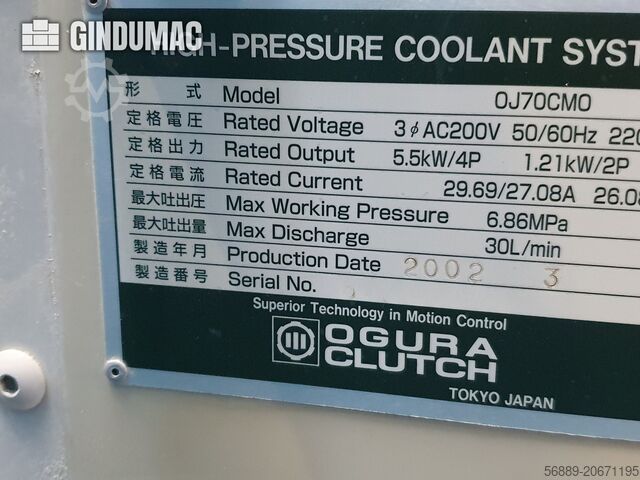 GINDUMAC
HIGH-PRESSURE COOLANT SYST
形 式 Model OJ70CMO
定格電圧 Rated Voltage 3φAC200V 50/60Hz 220
定格出力 Rated Output 5.5kW/4P 1.21kW/2P
定格電流 Rated Current 29.69/27.08A 26.08
最大吐出圧 Max Working Pressure 6.86MPa
最大吐出量 Max Discharge 30L/min
製造年月 Production Date 2002 3
製造番号 Serial No.
Superior Technology in Motion Control
OGURA
CLUTCH
TOKYO JAPAN
56889-20671195